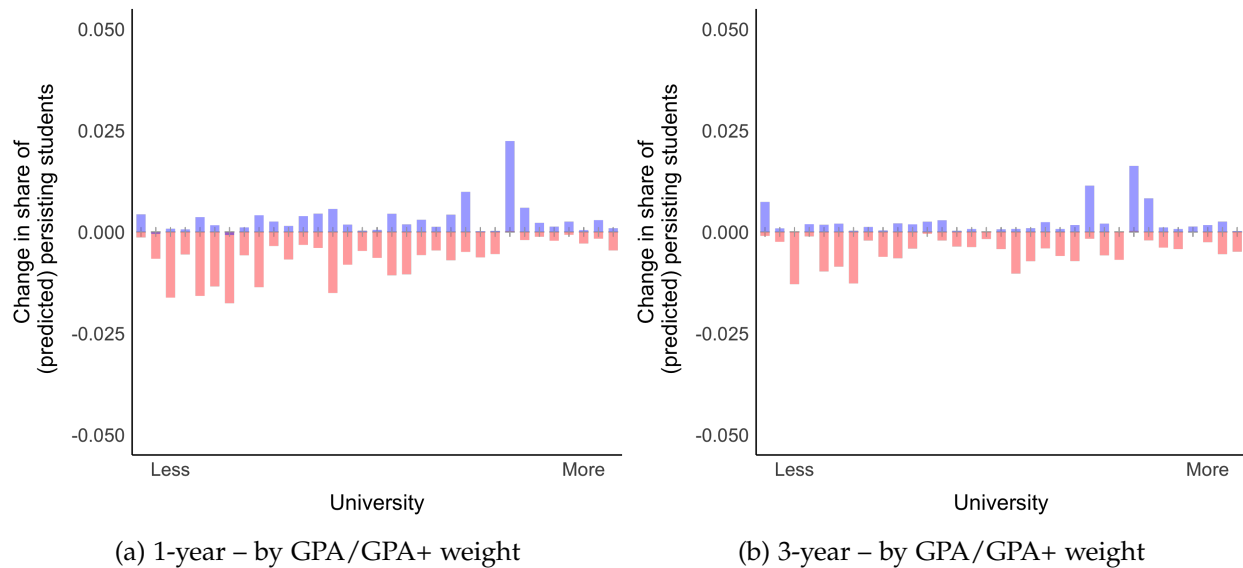 Change in share of
(predicted) persisting students
0.050
0.025
0.000
-0.025
-0.050
Less
More
University
(a) 1-year – by GPA/GPA+ weight
Change in share of
(predicted) persisting students
0.050
0.025
0.000
-0.025
-0.050
Less
More
University
(b) 3-year – by GPA/GPA+ weight